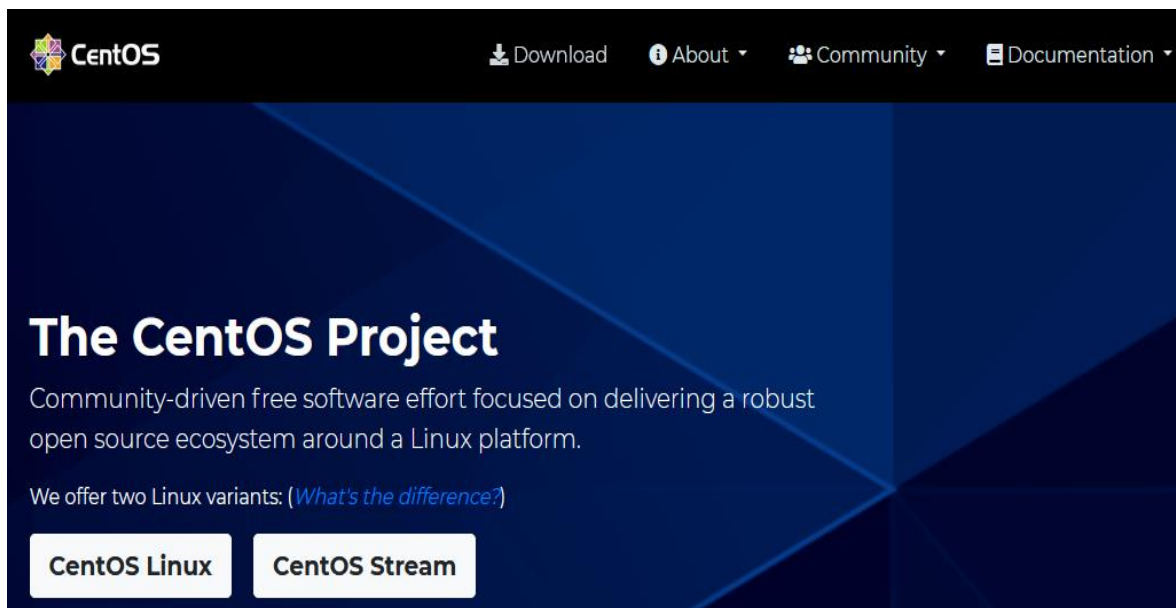 CentOS
Download About Community Documentation
The CentOS Project
Community-driven free software effort focused on delivering a robust
open source ecosystem around a Linux platform.
We offer two Linux variants: (What's the difference?)
CentOS Linux CentOS Stream